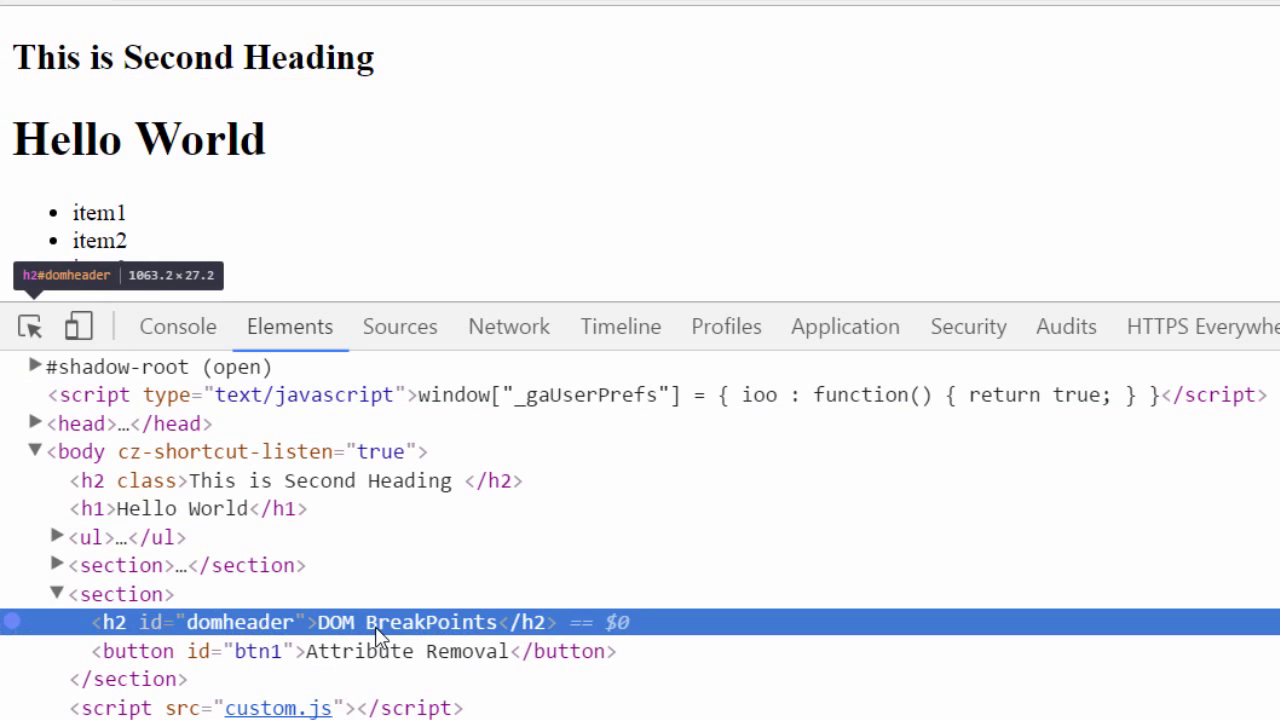 This is Second Heading
Hello World
• item1
• item2
h2#domheader | 1063.2×27.2
Console Elements Sources Network Timeline Profiles Application Security Audits HTTPS Everywhe
▶#shadow-root (open)
<script type="text/javascript">window["_gaUserPrefs"] = { ioo : function() { return true; } }</script>
▶<head>…</head>
▼<body cz-shortcut-listen="true">
<h2 class>This is Second Heading </h2>
<h1>Hello World</h1>
▶<ul>…</ul>
▶<section>…</section>
▼<section>
<h2 id="domheader">DOM BreakPoints</h2> == $0
<button id="btn1">Attribute Removal</button>
</section>
<script src="custom.js"></script>